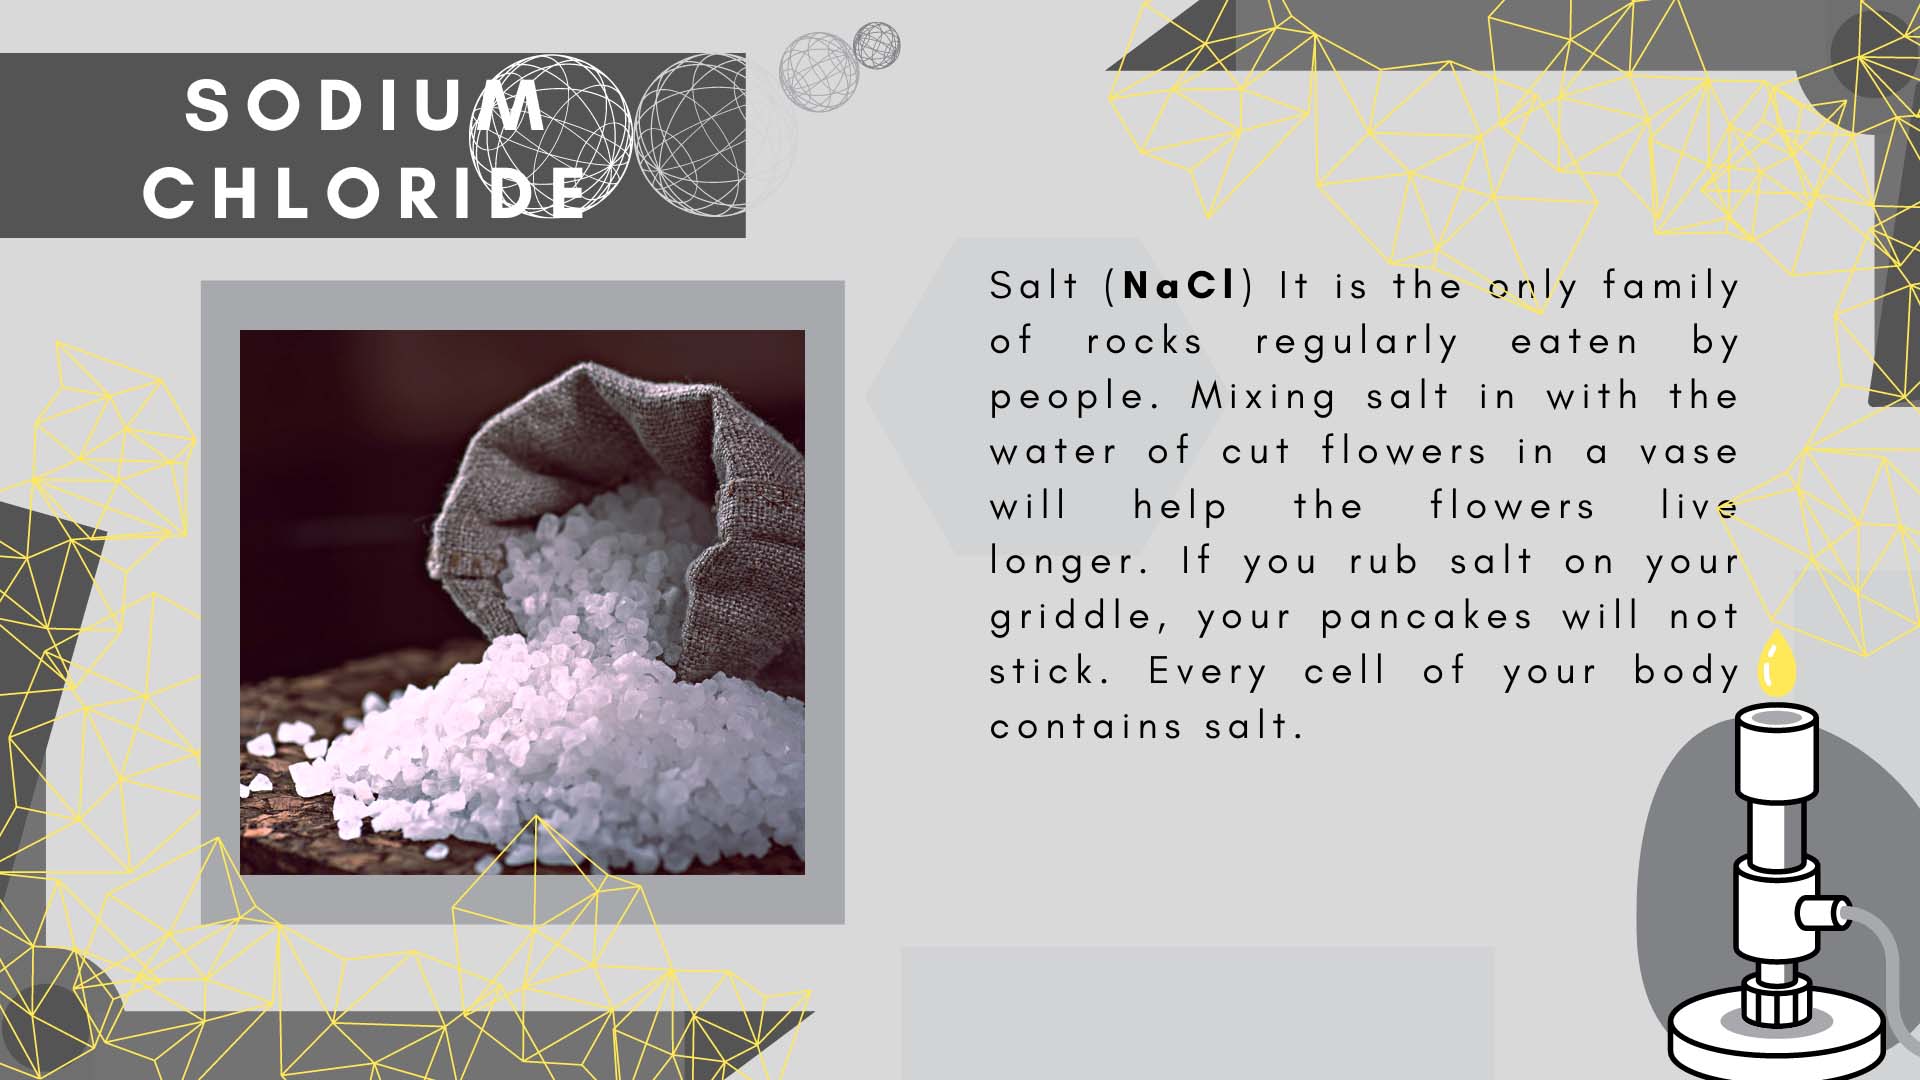 SODIUM
CHLORIDE
Salt (NaCl) It is the only family
of rocks regularly eaten by
people. Mixing salt in with the
water of cut flowers in a vase
will help the flowers live
longer. If you rub salt on your
griddle, your pancakes will not
stick. Every cell of your body
contains salt.